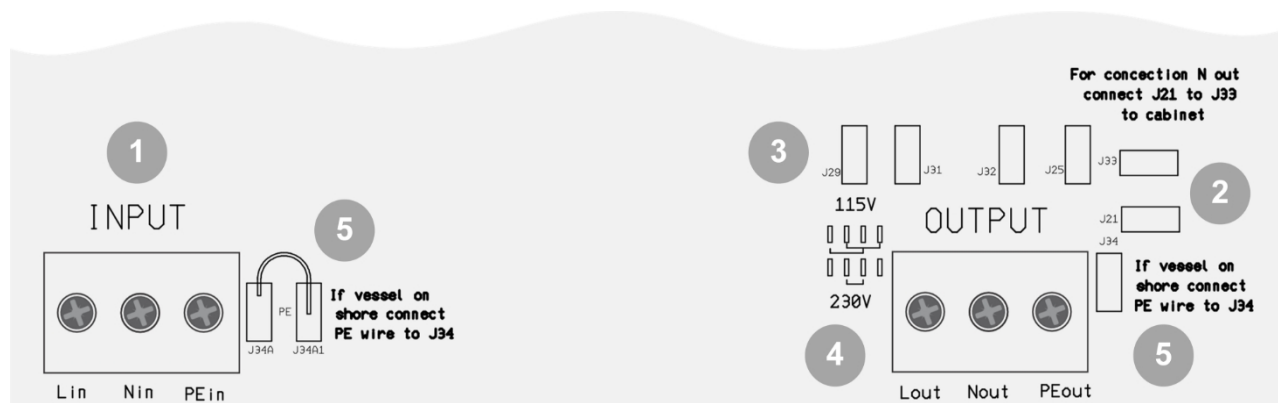 For concection N out
connect J21 to J33
to cabinet
1
3
J29
J31
J32
J25
J33
2
INPUT
5
115V
OUTPUT
J21
J34
PE
If vessel on
shore connect
PE wire to J34
J34A
J34A1
230V
If vessel on
shore connect
PE wire to J34
4
5
Lin
Nin
PEin
Lout
Nout
PEout